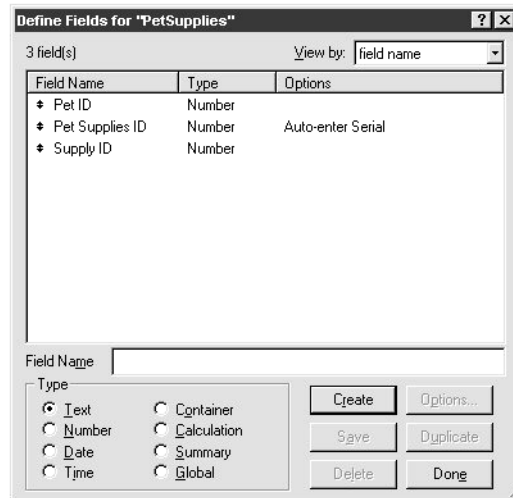 Define Fields for "PetSupplies"
3 field(s) View by: field name
Field Name Type Options
Pet ID Number
Pet Supplies ID Number Auto-enter Serial
Supply ID Number
Field Name
Type
Text Container
Number Calculation
Date Summary
Time Global
Create Options...
Save Duplicate
Delete Done